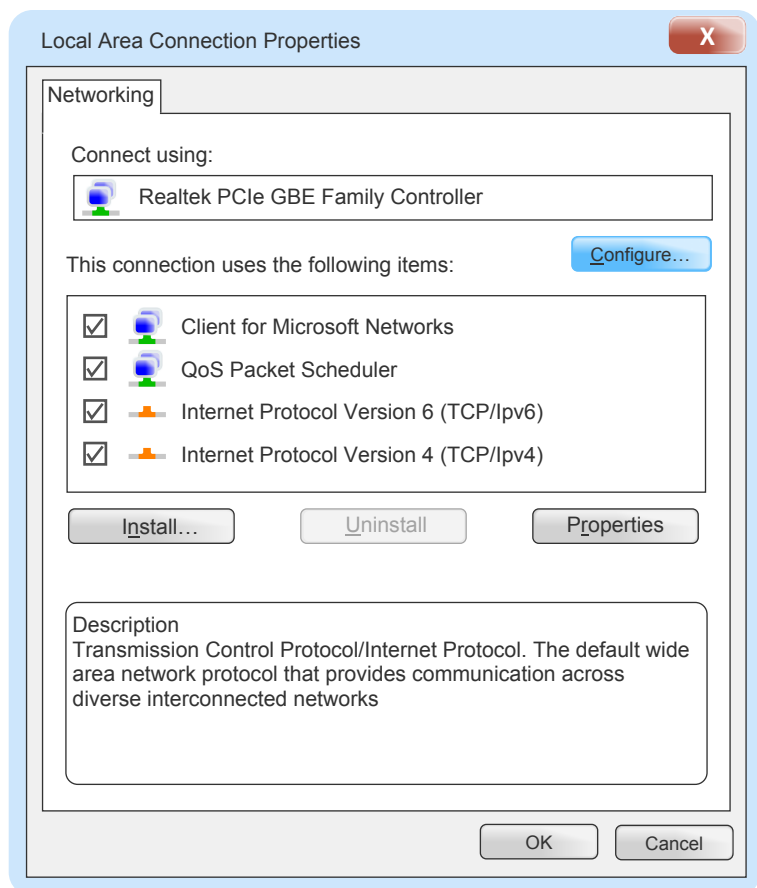 Local Area Connection Properties
X
Networking
Connect using:
Realtek PCIe GBE Family Controller
Configure...
This connection uses the following items:
Client for Microsoft Networks
QoS Packet Scheduler
Internet Protocol Version 6 (TCP/Ipv6)
Internet Protocol Version 4 (TCP/Ipv4)
Install...
Uninstall
Properties
Description
Transmission Control Protocol/Internet Protocol. The default wide
area network protocol that provides communication across
diverse interconnected networks
OK
Cancel